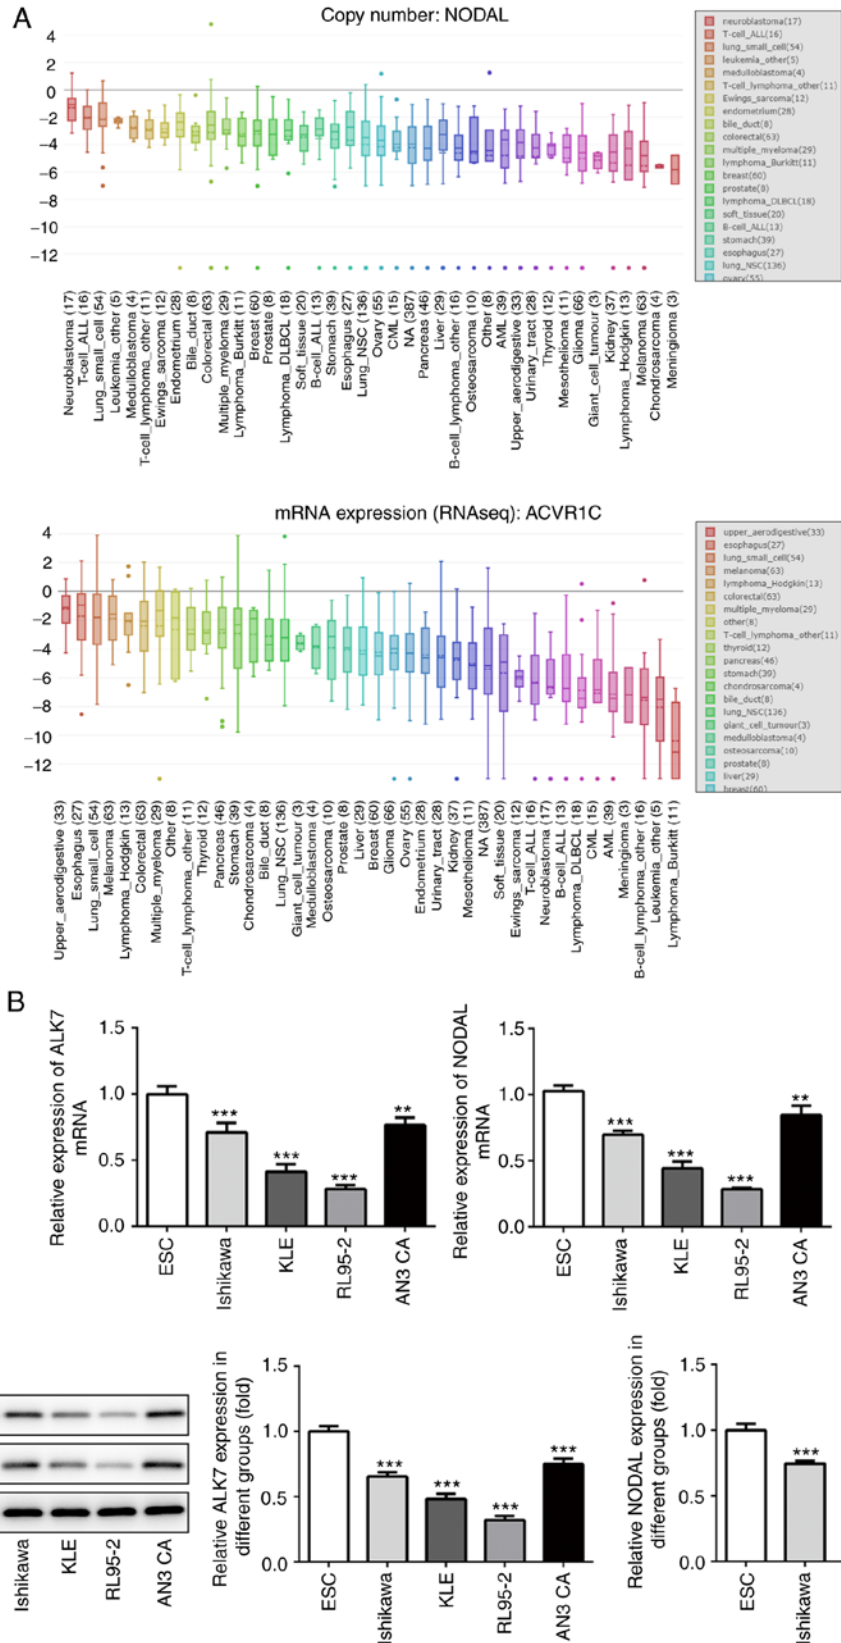 A
Copy number: NODAL
4
2
0
−2
−4
−6
−8
−10
−12
Neuroblastoma (17)
T-cell_ALL (16)
Lung_small_cell (54)
Leukemia_other (5)
Medulloblastoma (4)
T-cell_lymphoma_other (11)
Ewings_sarcoma (12)
Endometrium (28)
Bile_duct (8)
Colorectal (63)
Multiple_myeloma (29)
Lymphoma_Burkitt (11)
Breast (60)
Prostate (8)
Lymphoma_DLBCL (18)
Soft_tissue (20)
B-cell_ALL (13)
Stomach (39)
Esophagus (27)
Lung_NSC (136)
Ovary (55)
CML (15)
NA (387)
Pancreas (46)
Liver (29)
B-cell_lymphoma_other (16)
Osteosarcoma (10)
Other (8)
AML (39)
Upper_aerodigestive (33)
Urinary_tract (28)
Thyroid (12)
Mesothelioma (11)
Glioma (66)
Giant_cell_tumour (3)
Kidney (37)
Lymphoma_Hodgkin (13)
Melanoma (63)
Chondrosarcoma (4)
Meningioma (3)
neuroblastoma(17)
T-cell_ALL(16)
lung_small_cell(54)
leukemia_other(5)
medulloblastoma(4)
T-cell_lymphoma_other(11)
Ewings_sarcoma(12)
endometrium(28)
bile_duct(8)
colorectal(63)
multiple_myeloma(29)
lymphoma_Burkitt(11)
breast(60)
prostate(8)
lymphoma_DLBCL(18)
soft_tissue(20)
B-cell_ALL(13)
stomach(39)
esophagus(27)
lung_NSC(136)
ovary(55)
mRNA expression (RNAseq): ACVR1C
4
2
0
−2
−4
−6
−8
−10
−12
Upper_aerodigestive (33)
Esophagus (27)
Lung_small_cell (54)
Melanoma (63)
Lymphoma_Hodgkin (13)
Colorectal (63)
Multiple_myeloma (29)
Other (8)
T-cell_lymphoma_other (11)
Thyroid (12)
Pancreas (46)
Stomach (39)
Chondrosarcoma (4)
Bile_duct (8)
Lung_NSC (136)
Giant_cell_tumour (3)
Medulloblastoma (4)
Osteosarcoma (10)
Prostate (8)
Liver (29)
Breast (60)
Glioma (66)
Ovary (55)
Endometrium (28)
Urinary_tract (28)
Kidney (37)
Mesothelioma (11)
NA (387)
Soft_tissue (20)
Ewings_sarcoma (12)
T-cell_ALL (16)
Neuroblastoma (17)
B-cell_ALL (13)
Lymphoma_DLBCL (18)
CML (15)
AML (39)
Meningioma (3)
B-cell_lymphoma_other (16)
Leukemia_other (5)
Lymphoma_Burkitt (11)
upper_aerodigestive(33)
esophagus(27)
lung_small_cell(54)
melanoma(63)
lymphoma_Hodgkin(13)
colorectal(63)
multiple_myeloma(29)
other(8)
T-cell_lymphoma_other(11)
thyroid(12)
pancreas(46)
stomach(39)
chondrosarcoma(4)
bile_duct(8)
lung_NSC(136)
giant_cell_tumour(3)
medulloblastoma(4)
osteosarcoma(10)
prostate(8)
liver(29)
breast(60)
B
Relative expression of ALK7
mRNA
1.5
1.0
0.5
0.0
***
***
***
**
ESC
Ishikawa
KLE
RL95-2
AN3 CA
Relative expression of NODAL
mRNA
1.5
1.0
0.5
0.0
***
***
***
**
ESC
Ishikawa
KLE
RL95-2
AN3 CA
Ishikawa
KLE
RL95-2
AN3 CA
Relative ALK7 expression in
different groups (fold)
1.5
1.0
0.5
0.0
***
***
***
***
ESC
Ishikawa
KLE
RL95-2
AN3 CA
Relative NODAL expression in
different groups (fold)
1.5
1.0
0.5
0.0
***
ESC
Ishikawa